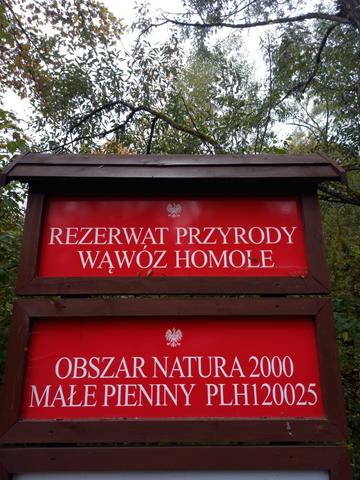 REZERWAT PRZYRODY
WĄWÓZ HOMOLE
OBSZAR NATURA 2000
MAŁE PIENINY PLH120025